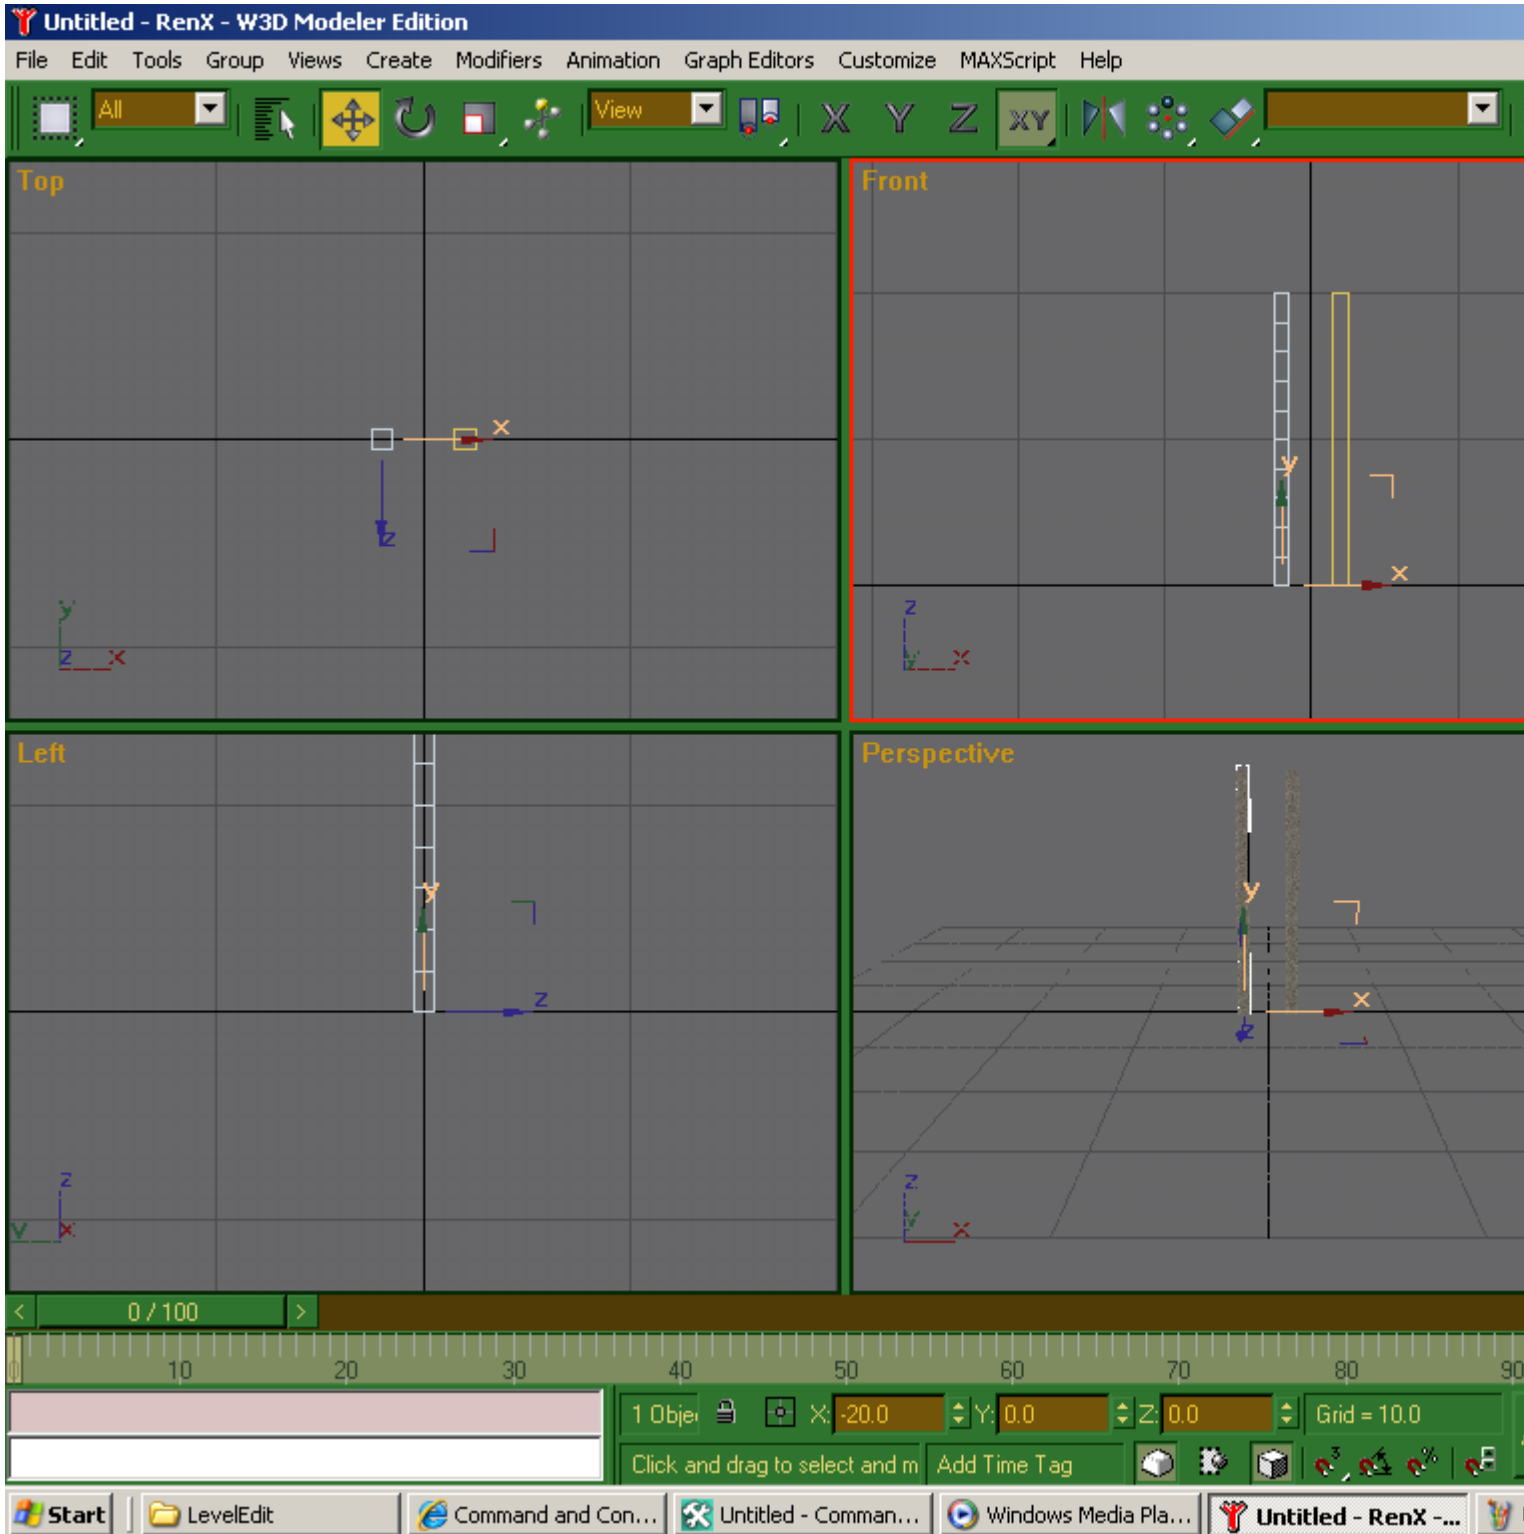 Untitled - RenX - W3D Modeler Edition
File Edit Tools Group Views Create Modifiers Animation Graph Editors Customize MAXScript Help
All View X Y Z XY
Top
x
z
y
z x
Front
y
x
z
y x
Left
y
z
z
y x
Perspective
y
x
z
z
y x
< 0 / 100 >
0 10 20 30 40 50 60 70 80 90
1 Obje X: -20.0 Y: 0.0 Z: 0.0 Grid = 10.0
Click and drag to select and m Add Time Tag 3 %
Start LevelEdit Command and Con... Untitled - Comman... Windows Media Pla... Untitled - RenX -...